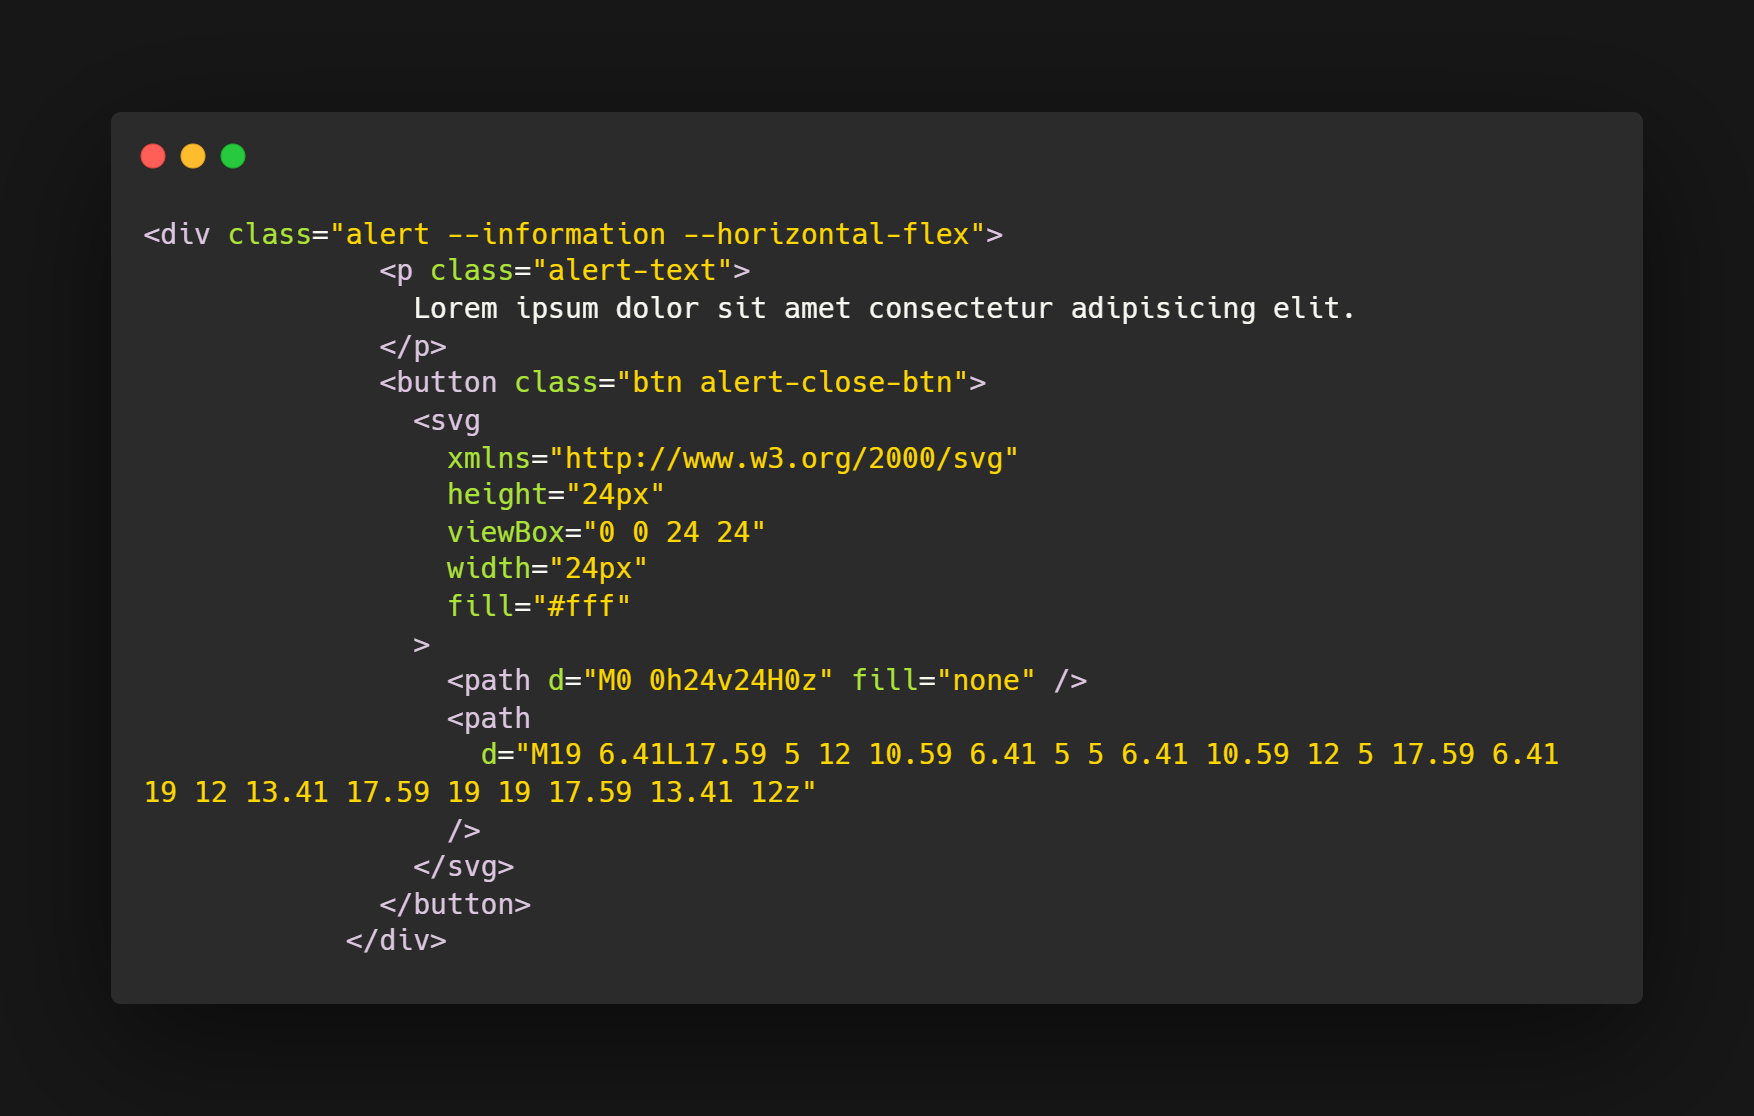 <div class="alert --information --horizontal-flex">
<p class="alert-text">
Lorem ipsum dolor sit amet consectetur adipisicing elit.
</p>
<button class="btn alert-close-btn">
<svg
xmlns="http://www.w3.org/2000/svg"
height="24px"
viewBox="0 0 24 24"
width="24px"
fill="#fff"
>
<path d="M0 0h24v24H0z" fill="none" />
<path
d="M19 6.41L17.59 5 12 10.59 6.41 5 5 6.41 10.59 12 5 17.59 6.41
19 12 13.41 17.59 19 19 17.59 13.41 12z"
/>
</svg>
</button>
</div>